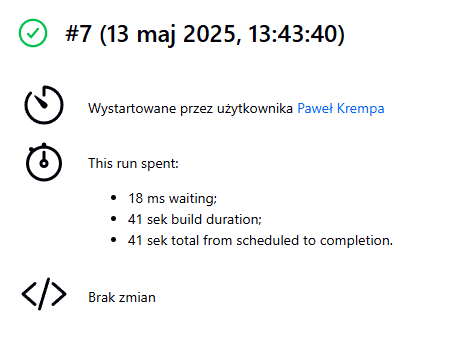 #7 (13 maj 2025, 13:43:40)
Wystartowane przez użytkownika Paweł Krempa
This run spent:
18 ms waiting;
41 sek build duration;
41 sek total from scheduled to completion.
Brak zmian